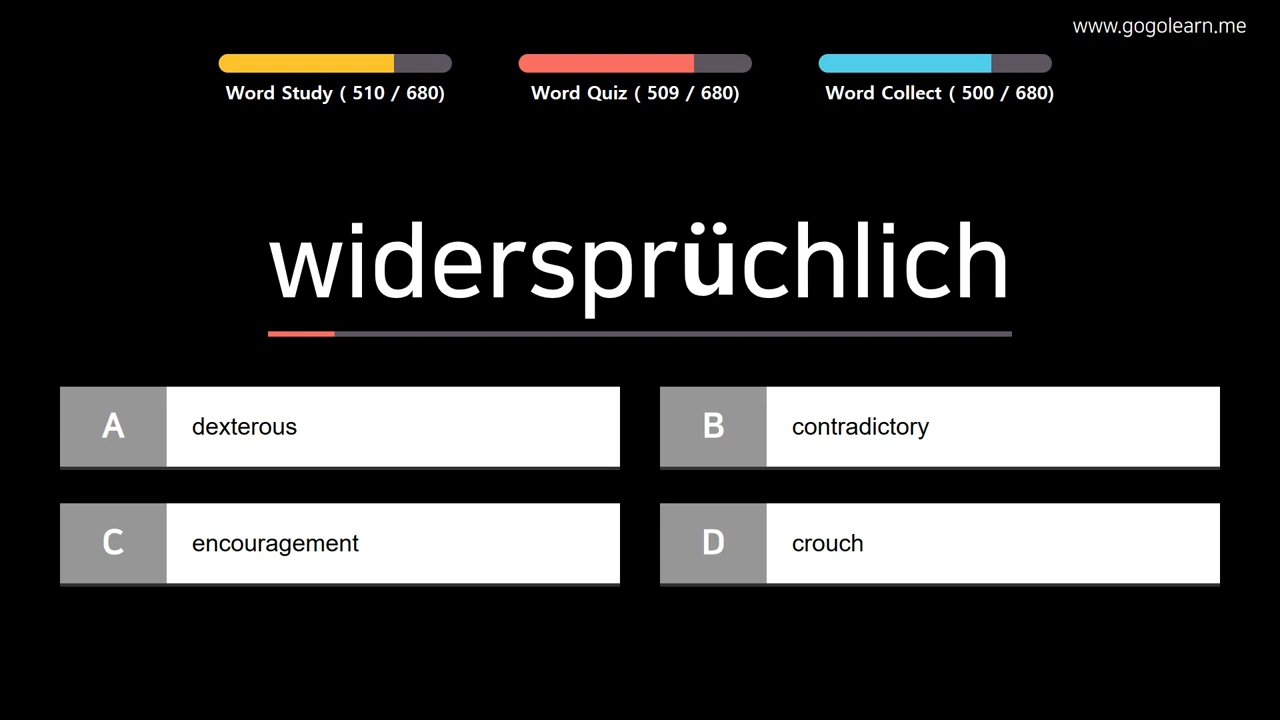 www.gogolearn.me
Word Study ( 510 / 680)
Word Quiz ( 509 / 680)
Word Collect ( 500 / 680)
widersprüchlich
A dexterous
B contradictory
C encouragement
D crouch